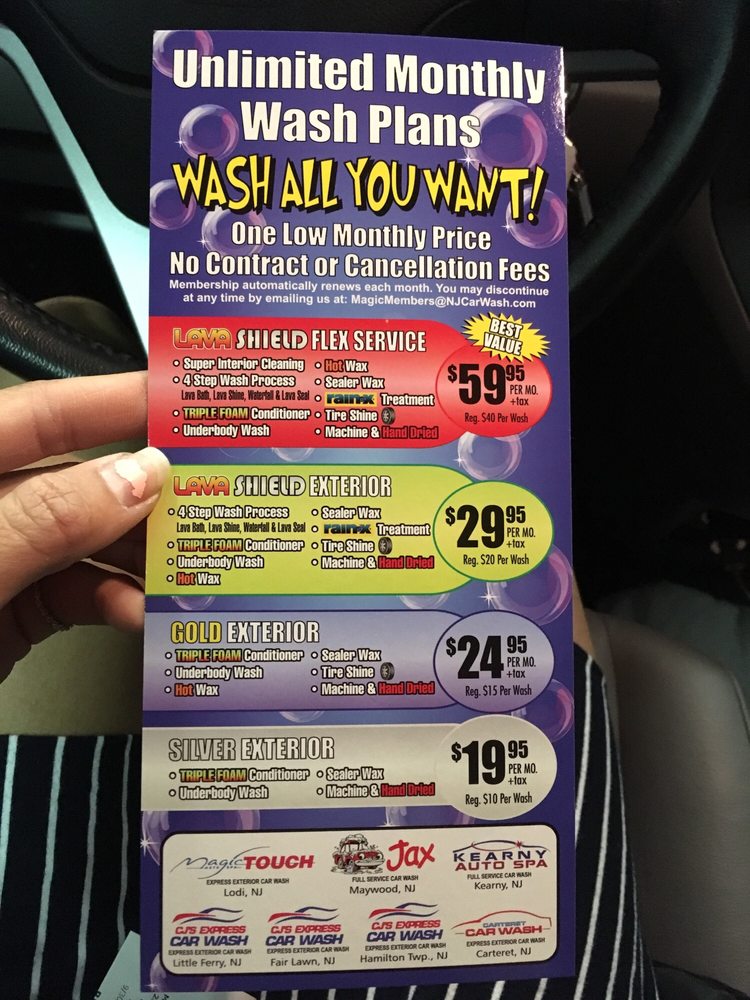 Unlimited Monthly
Wash Plans
WASH ALL YOU WANT!
One Low Monthly Price
No Contract or Cancellation Fees
Membership automatically renews each month. You may discontinue
at any time by emailing us at: MagicMembers@NJCarWash.com
BEST
VALUE
LAVA SHIELD FLEX SERVICE
• Super Interior Cleaning
• 4 Step Wash Process
Lava Bath, Lava Shine, Waterfall & Lava Seal
• TRIPLE FOAM Conditioner
• Underbody Wash
• Hot Wax
• Sealer Wax
• rain-x Treatment
• Tire Shine
• Machine & Hand Dried
$59.95
PER MO.
+tax
Reg. $40 Per Wash
LAVA SHIELD EXTERIOR
• 4 Step Wash Process
Lava Bath, Lava Shine, Waterfall & Lava Seal
• TRIPLE FOAM Conditioner
• Underbody Wash
• Hot Wax
• Sealer Wax
• rain-x Treatment
• Tire Shine
• Machine & Hand Dried
$29.95
PER MO.
+tax
Reg. $20 Per Wash
GOLD EXTERIOR
• TRIPLE FOAM Conditioner
• Underbody Wash
• Hot Wax
• Sealer Wax
• Tire Shine
• Machine & Hand Dried
$24.95
PER MO.
+tax
Reg. $15 Per Wash
SILVER EXTERIOR
• TRIPLE FOAM Conditioner
• Underbody Wash
• Sealer Wax
• Machine & Hand Dried
$19.95
PER MO.
+tax
Reg. $10 Per Wash
Magic TOUCH
AUTO SPA
EXPRESS EXTERIOR CAR WASH
Lodi, NJ
Jax
FULL SERVICE CAR WASH
Maywood, NJ
KEARNY
AUTO SPA
FULL SERVICE CAR WASH
Kearny, NJ
CJ'S EXPRESS
CAR WASH
EXPRESS EXTERIOR CAR WASH
Little Ferry, NJ
CJ'S EXPRESS
CAR WASH
EXPRESS EXTERIOR CAR WASH
Fair Lawn, NJ
CJ'S EXPRESS
CAR WASH
EXPRESS EXTERIOR CAR WASH
Hamilton Twp., NJ
CARTERET
CAR WASH
EXPRESS EXTERIOR CAR WASH
Carteret, NJ